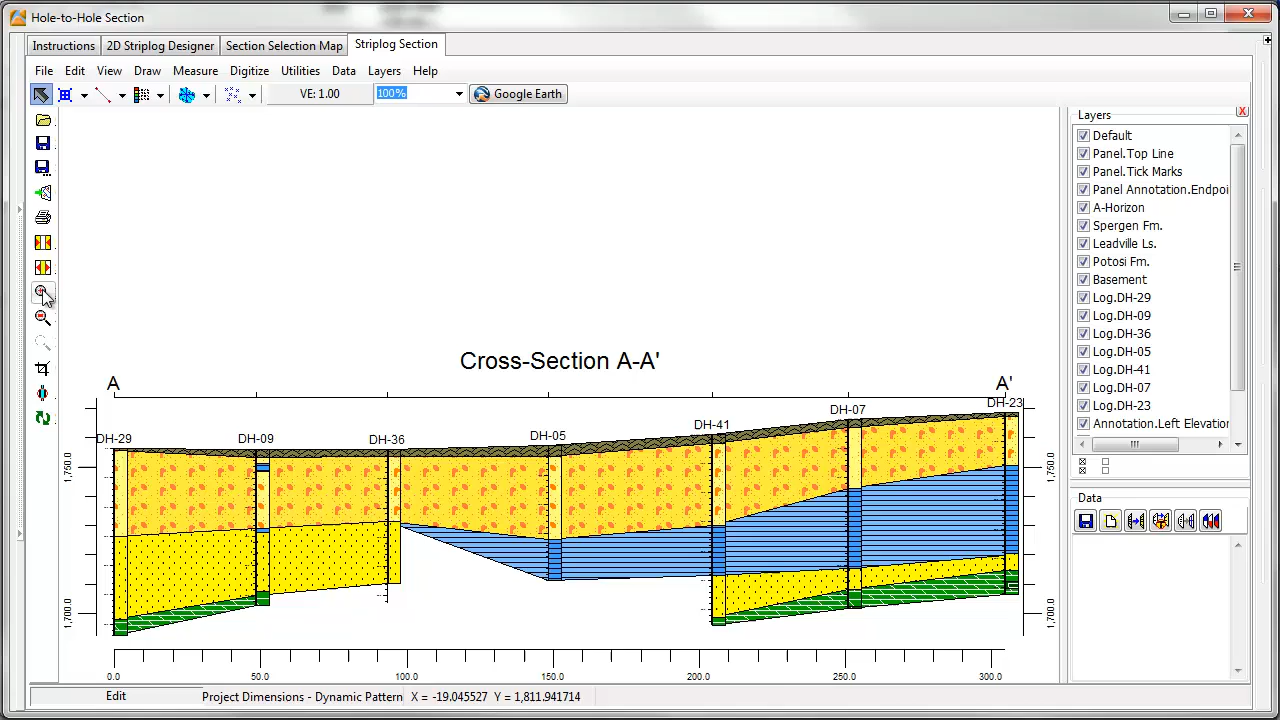 Hole-to-Hole Section
Instructions
2D Striplog Designer
Section Selection Map
Striplog Section
File Edit View Draw Measure Digitize Utilities Data Layers Help
VE: 1.00
100%
Google Earth
Layers
Default
Panel.Top Line
Panel.Tick Marks
Panel Annotation.Endpoi
A-Horizon
Spergen Fm.
Leadville Ls.
Potosi Fm.
Basement
Log.DH-29
Log.DH-09
Log.DH-36
Log.DH-05
Log.DH-41
Log.DH-07
Log.DH-23
Annotation.Left Elevation
Data
Cross-Section A-A'
A
A'
DH-29
DH-09
DH-36
DH-05
DH-41
DH-07
DH-23
1,750.0
1,700.0
1,750.0
1,700.0
0.0 50.0 100.0 150.0 200.0 250.0 300.0
Edit
Project Dimensions - Dynamic Pattern
X = -19.045527 Y = 1,811.941714